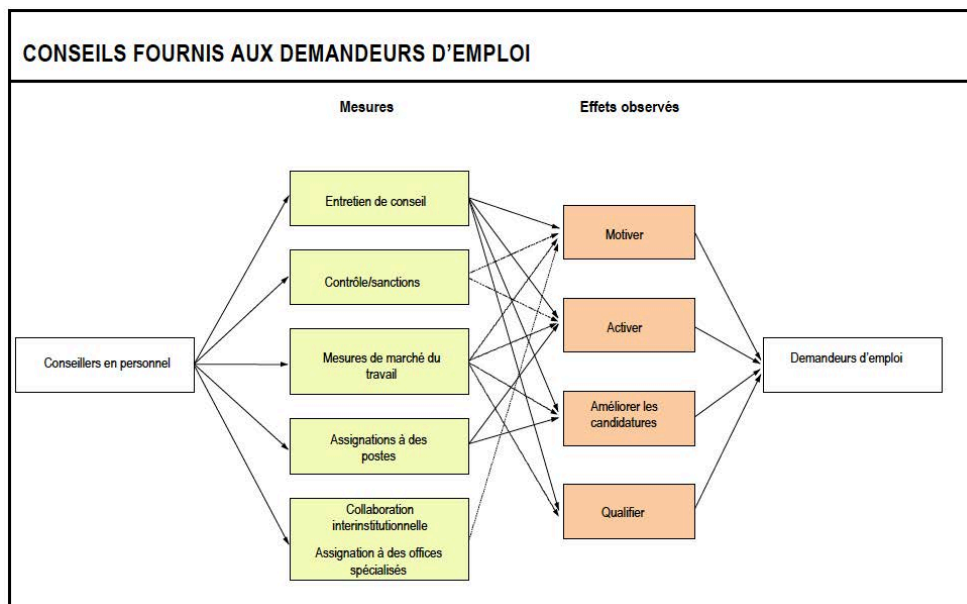 CONSEILS FOURNIS AUX DEMANDEURS D'EMPLOI
Mesures
Effets observés
Conseillers en personnel
Entretien de conseil
Contrôle/sanctions
Mesures de marché du
travail
Assignations à des
postes
Collaboration
interinstitutionnelle
Assignation à des offices
spécialisés
Motiver
Activer
Améliorer les
candidatures
Qualifier
Demandeurs d'emploi